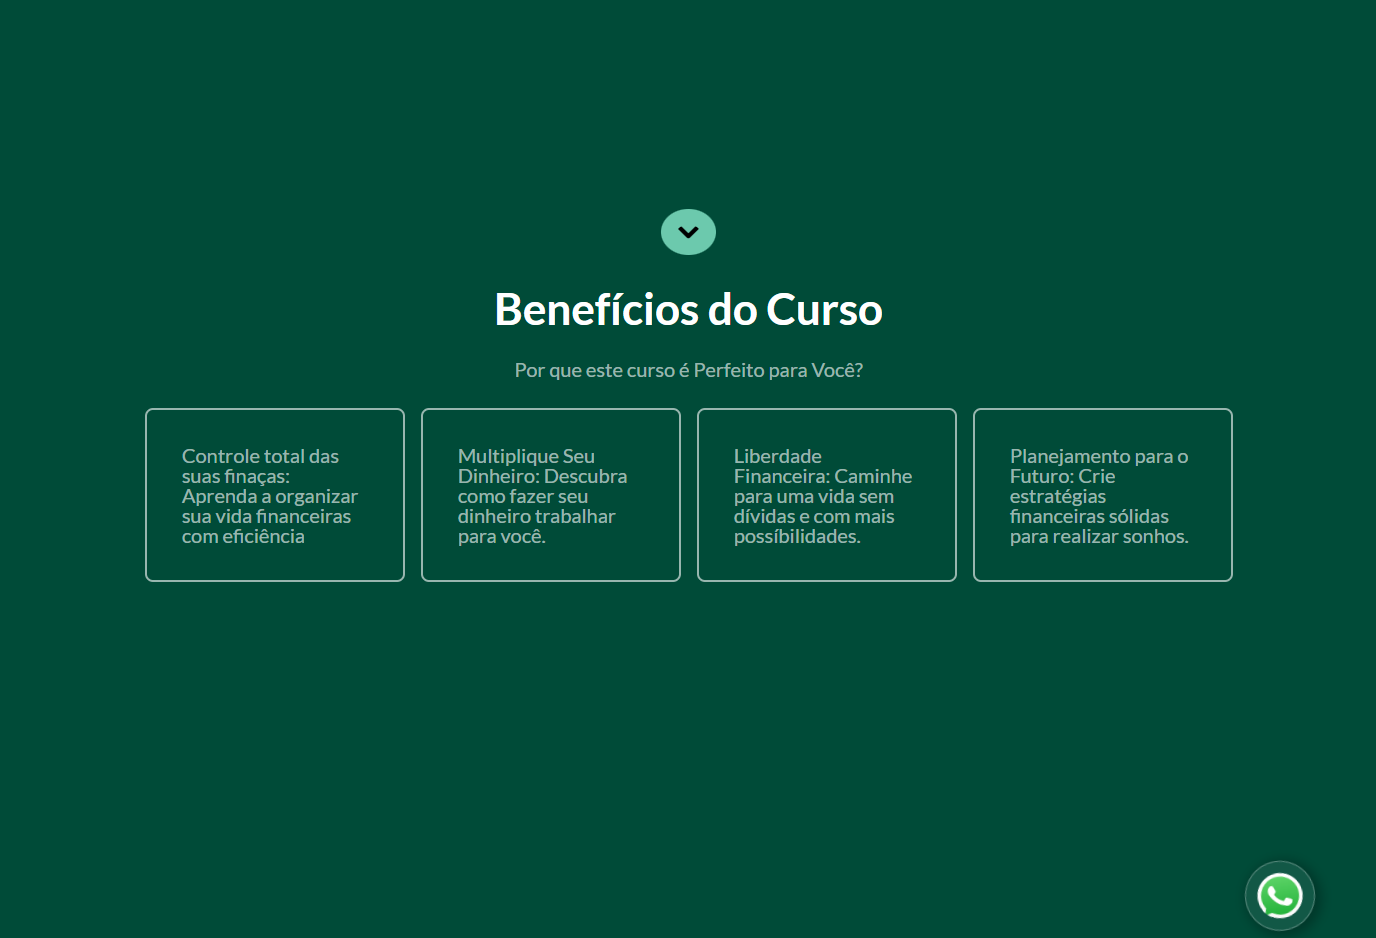 Benefícios do Curso
Por que este curso é Perfeito para Você?
Controle total das
suas finaças:
Aprenda a organizar
sua vida financeiras
com eficiência
Multiplique Seu
Dinheiro: Descubra
como fazer seu
dinheiro trabalhar
para você.
Liberdade
Financeira: Caminhe
para uma vida sem
dívidas e com mais
possíbilidades.
Planejamento para o
Futuro: Crie
estratégias
financeiras sólidas
para realizar sonhos.